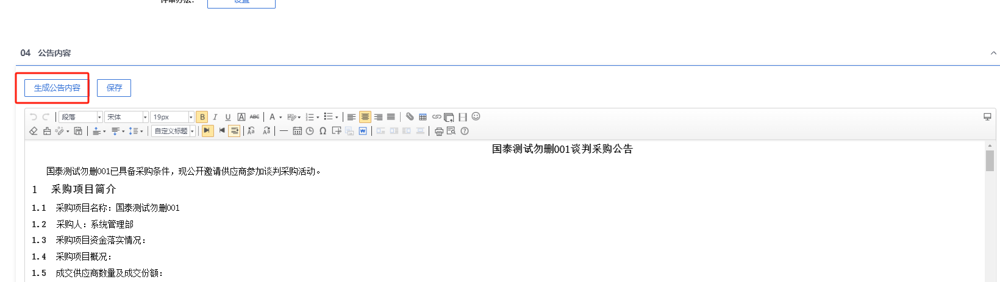 评审办法：
设置
04 公告内容
生成公告内容 保存
段落 宋体 19px B I U A ABC A
自定义标题
国泰测试勿删001谈判采购公告
国泰测试勿删001已具备采购条件，现公开邀请供应商参加谈判采购活动。
1 采购项目简介
1.1 采购项目名称：国泰测试勿删001
1.2 采购人：系统管理部
1.3 采购项目资金落实情况：
1.4 采购项目概况：
1.5 成交供应商数量及成交份额：